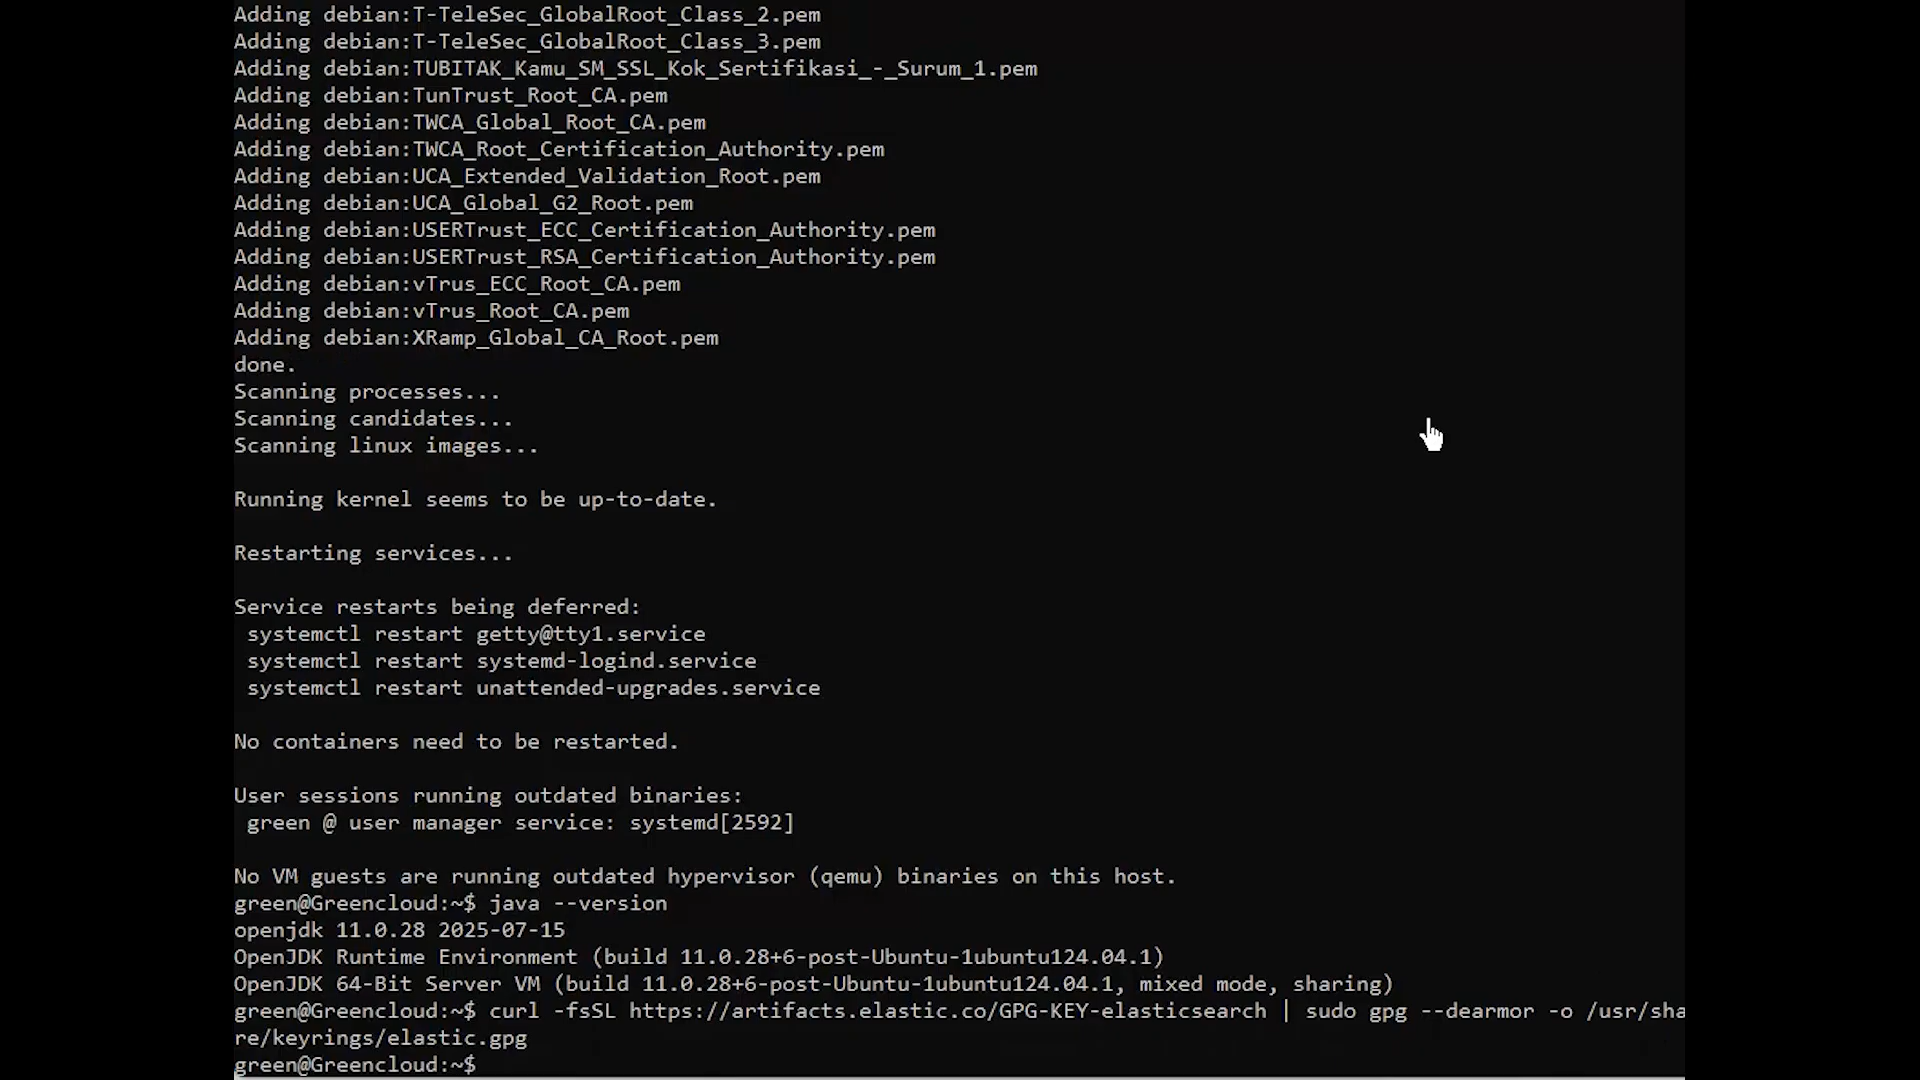 Adding debian:T-TeleSec_GlobalRoot_Class_2.pem
Adding debian:T-TeleSec_GlobalRoot_Class_3.pem
Adding debian:TUBITAK_Kamu_SM_SSL_Kok_Sertifikasi_-_Surum_1.pem
Adding debian:TunTrust_Root_CA.pem
Adding debian:TWCA_Global_Root_CA.pem
Adding debian:TWCA_Root_Certification_Authority.pem
Adding debian:UCA_Extended_Validation_Root.pem
Adding debian:UCA_Global_G2_Root.pem
Adding debian:USERTrust_ECC_Certification_Authority.pem
Adding debian:USERTrust_RSA_Certification_Authority.pem
Adding debian:vTrus_ECC_Root_CA.pem
Adding debian:vTrus_Root_CA.pem
Adding debian:XRamp_Global_CA_Root.pem
done.
Scanning processes...
Scanning candidates...
Scanning linux images...
Running kernel seems to be up-to-date.
Restarting services...
Service restarts being deferred:
systemctl restart getty@tty1.service
systemctl restart systemd-logind.service
systemctl restart unattended-upgrades.service
No containers need to be restarted.
User sessions running outdated binaries:
green @ user manager service: systemd[2592]
No VM guests are running outdated hypervisor (qemu) binaries on this host.
green@Greencloud:~$ java --version
openjdk 11.0.28 2025-07-15
OpenJDK Runtime Environment (build 11.0.28+6-post-Ubuntu-1ubuntu124.04.1)
OpenJDK 64-Bit Server VM (build 11.0.28+6-post-Ubuntu-1ubuntu124.04.1, mixed mode, sharing)
green@Greencloud:~$ curl -fsSL https://artifacts.elastic.co/GPG-KEY-elasticsearch | sudo gpg --dearmor -o /usr/sha
re/keyrings/elastic.gpg
green@Greencloud:~$